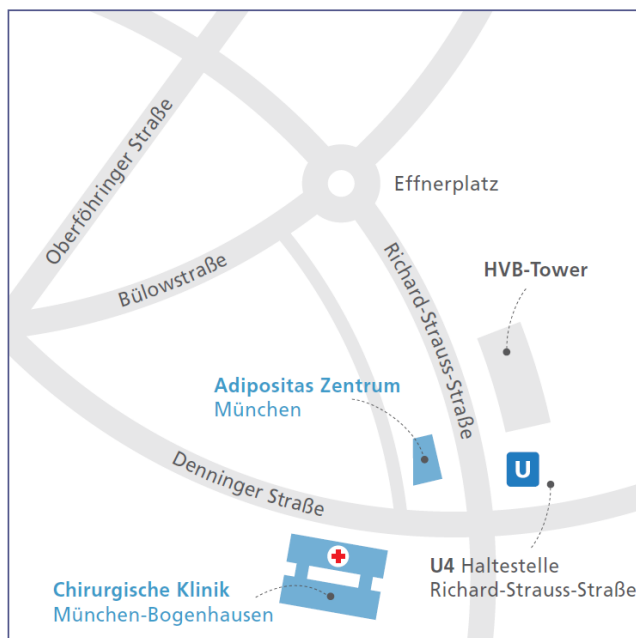 Oberföhringer Straße
Effnerplatz
Bülowstraße
Richard-Strauss-Straße
HVB-Tower
Adipositas Zentrum
München
Denninger Straße
U
U4 Haltestelle
Richard-Strauss-Straße
Chirurgische Klinik
München-Bogenhausen